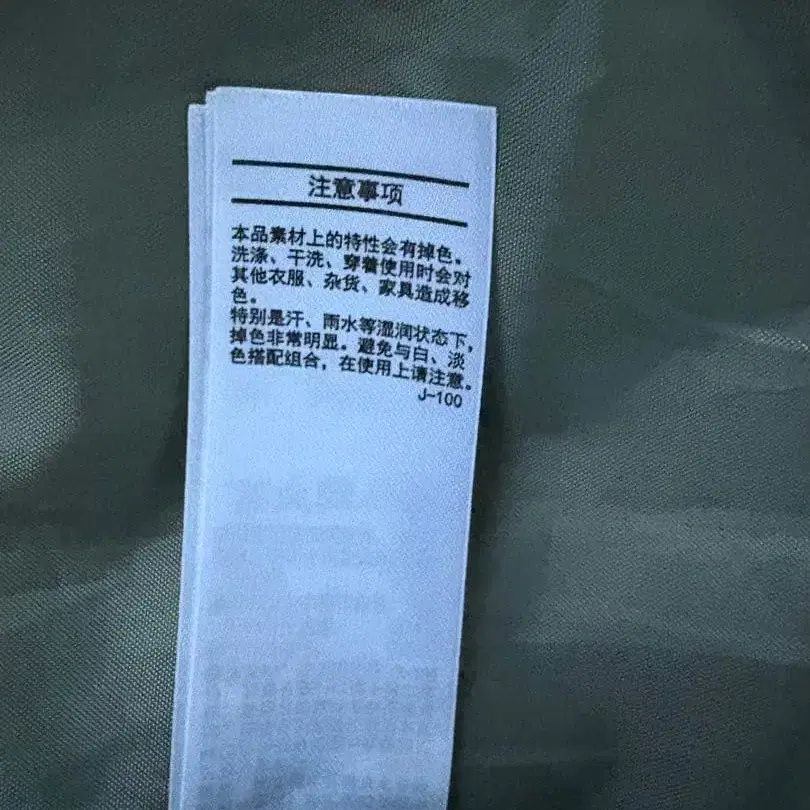 注意事项
本品素材上的特性会有掉色。
洗涤、干洗、穿着使用时会对
其他衣服、杂货、家具造成移
色。
特别是汗、雨水等湿润状态下，
掉色非常明显。避免与白、淡
色搭配组合，在使用上请注意。
J-100